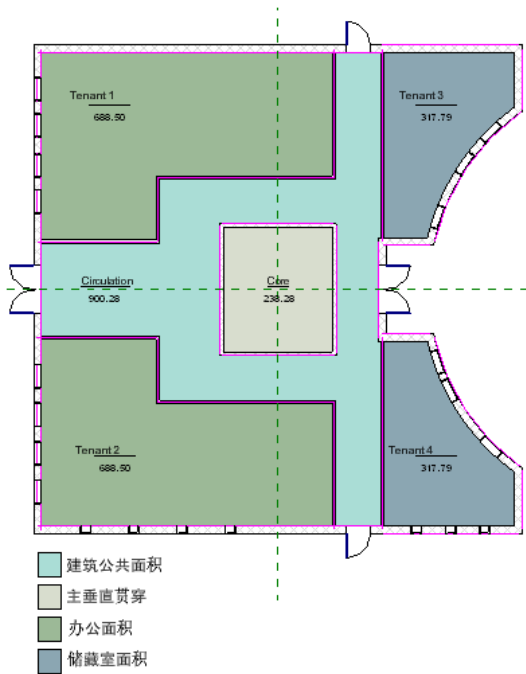 Tenant 1
688.50
Tenant 3
317.79
Circulation
900.28
Core
238.28
Tenant 2
688.50
Tenant 4
317.79
建筑公共面积
主垂直贯穿
办公面积
储藏室面积